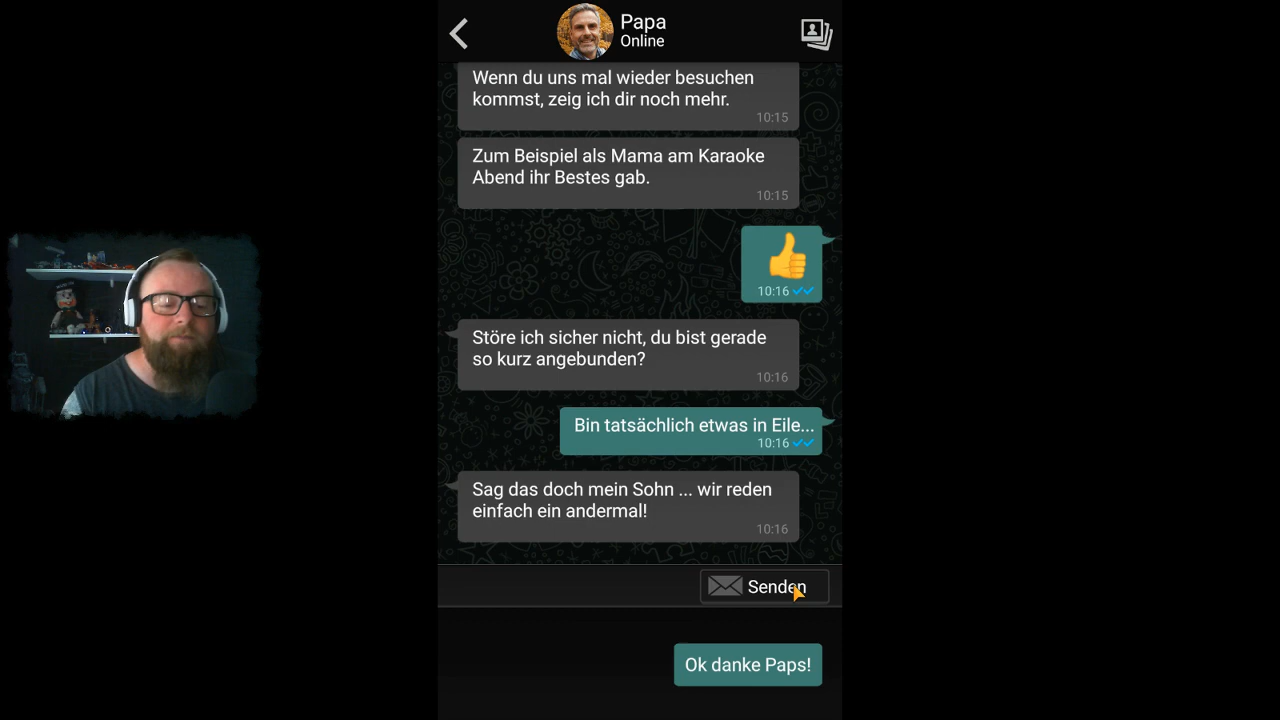 Papa
Online
Wenn du uns mal wieder besuchen
kommst, zeig ich dir noch mehr.
10:15
Zum Beispiel als Mama am Karaoke
Abend ihr Bestes gab.
10:15
10:16
Störe ich sicher nicht, du bist gerade
so kurz angebunden?
10:16
Bin tatsächlich etwas in Eile...
10:16
Sag das doch mein Sohn ... wir reden
einfach ein andermal!
10:16
Senden
Ok danke Paps!